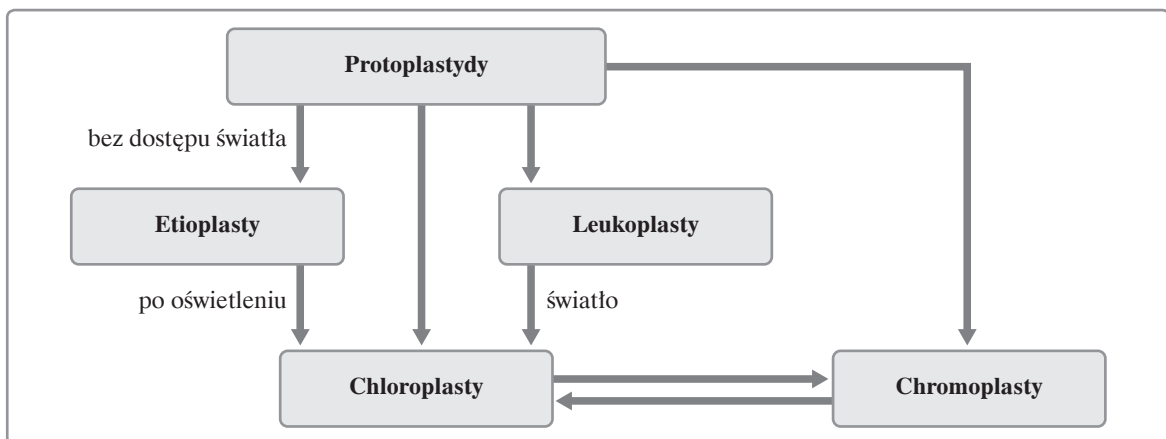 Protoplastydy
bez dostępu światła
Etioplasty
Leukoplasty
po oświetleniu
światło
Chloroplasty
Chromoplasty